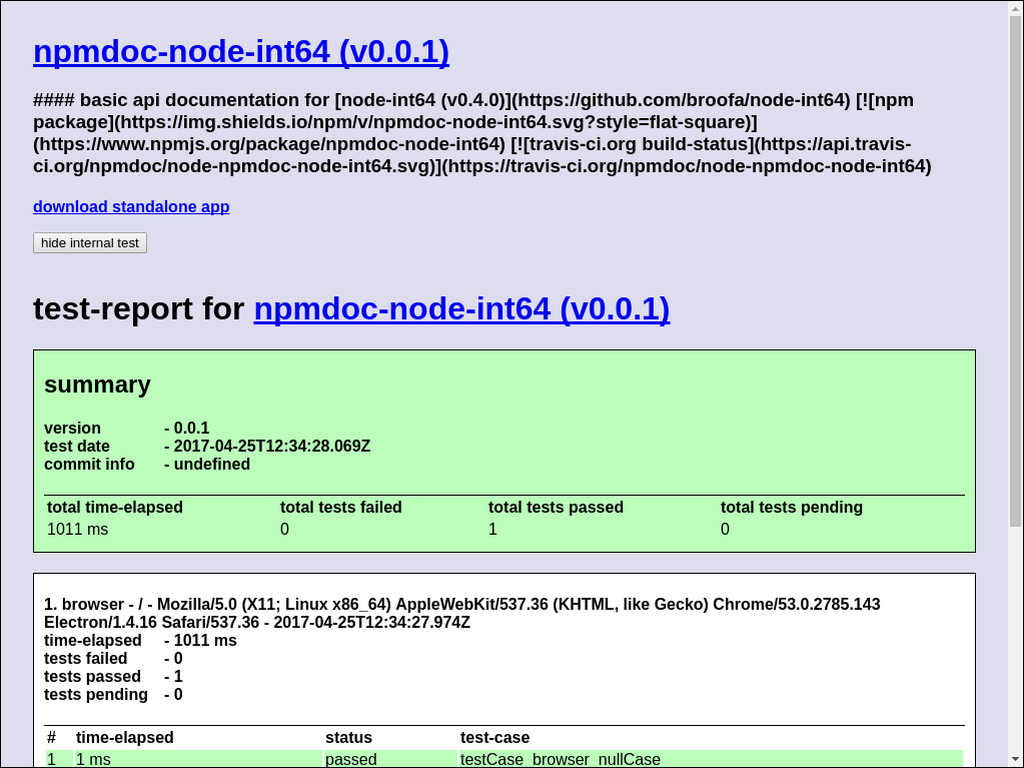 npmdoc-node-int64 (v0.0.1)
#### basic api documentation for [node-int64 (v0.4.0)](https://github.com/broofa/node-int64) [![npm
package](https://img.shields.io/npm/v/npmdoc-node-int64.svg?style=flat-square)]
(https://www.npmjs.org/package/npmdoc-node-int64) [![travis-ci.org build-status](https://api.travis-
ci.org/npmdoc/node-npmdoc-node-int64.svg)](https://travis-ci.org/npmdoc/node-npmdoc-node-int64)
download standalone app
hide internal test
test-report for npmdoc-node-int64 (v0.0.1)
summary
version - 0.0.1
test date - 2017-04-25T12:34:28.069Z
commit info - undefined
total time-elapsed total tests failed total tests passed total tests pending
1011 ms 0 1 0
1. browser - / - Mozilla/5.0 (X11; Linux x86_64) AppleWebKit/537.36 (KHTML, like Gecko) Chrome/53.0.2785.143
Electron/1.4.16 Safari/537.36 - 2017-04-25T12:34:27.974Z
time-elapsed - 1011 ms
tests failed - 0
tests passed - 1
tests pending - 0
# time-elapsed status test-case
1 1 ms passed testCase_browser_nullCase